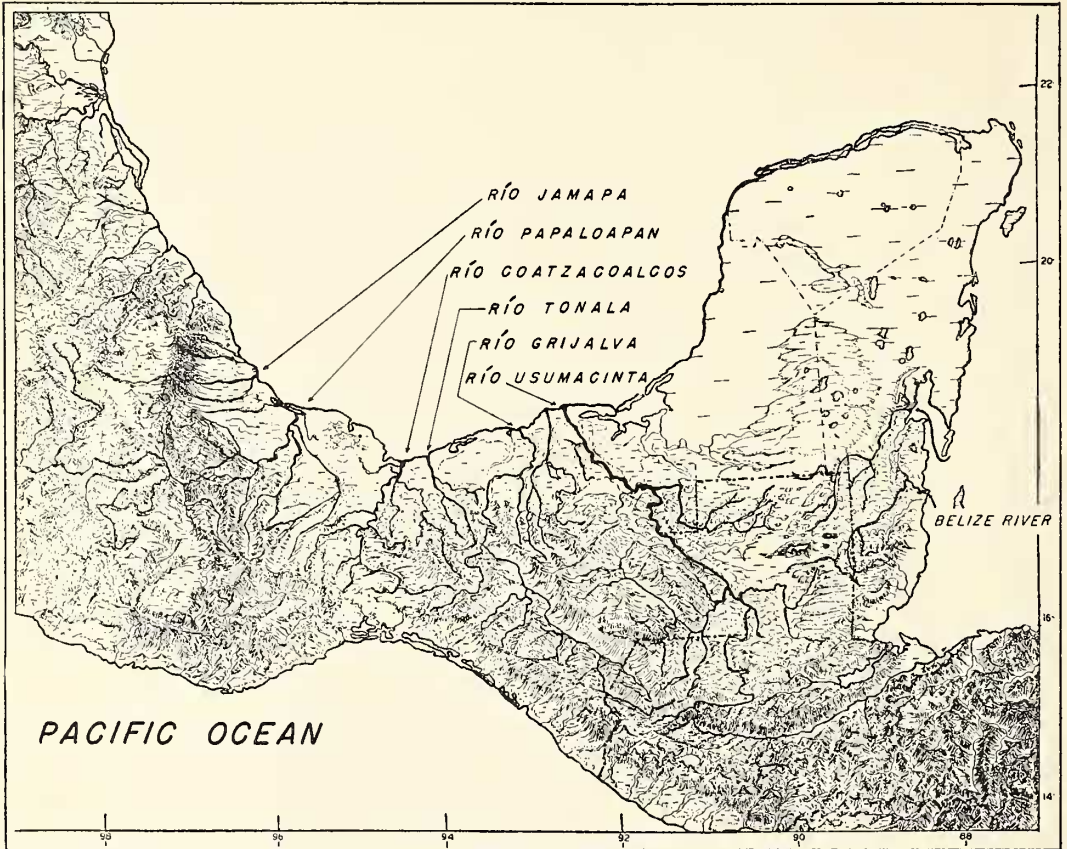 22°
RÍO JAMAPA
RÍO PAPALOAPAN
20°
RÍO COATZACOALCOS
RÍO TONALA
RÍO GRIJALVA
RÍO USUMACINTA
BELIZE RIVER
16°
PACIFIC OCEAN
14°
98 96 94 92 90 88